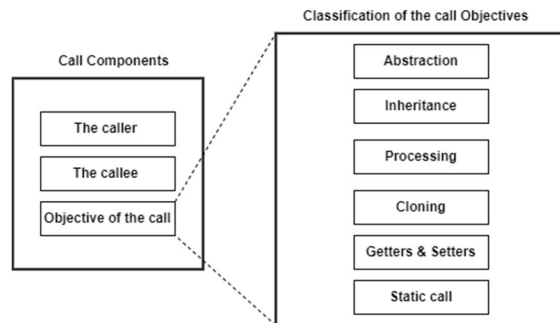 Classification of the call Objectives
Call Components
The caller
The callee
Objective of the call
Abstraction
Inheritance
Processing
Cloning
Getters & Setters
Static call